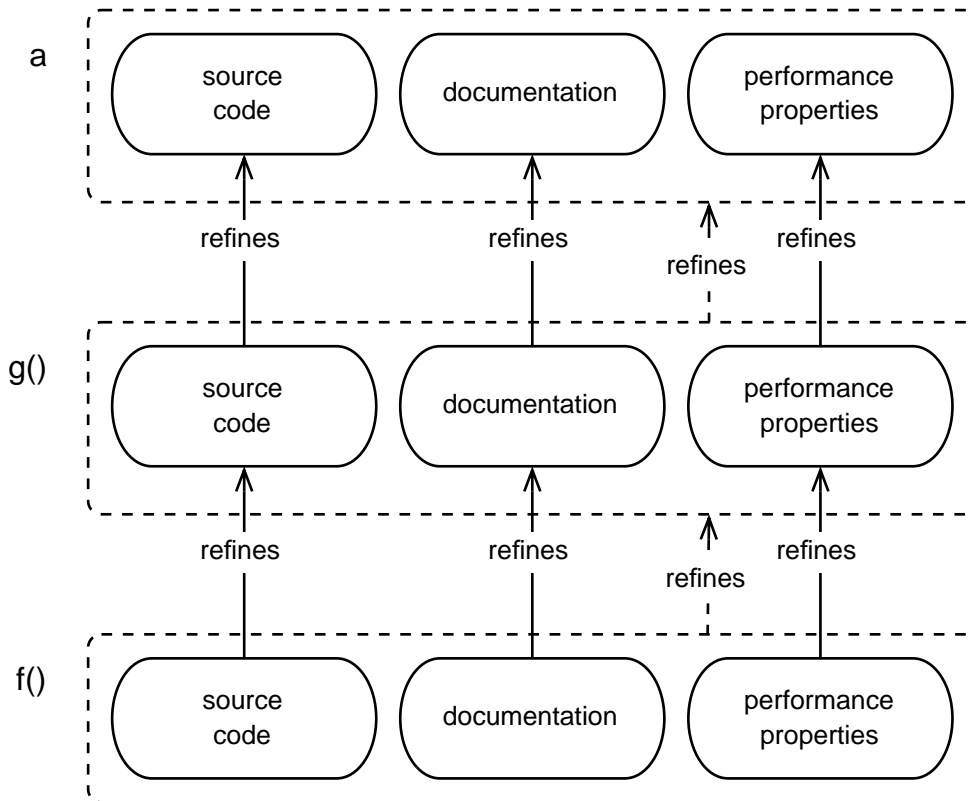 a
source
code
documentation
performance
properties
refines
refines
refines
refines
g()
source
code
documentation
performance
properties
refines
refines
refines
refines
f()
source
code
documentation
performance
properties